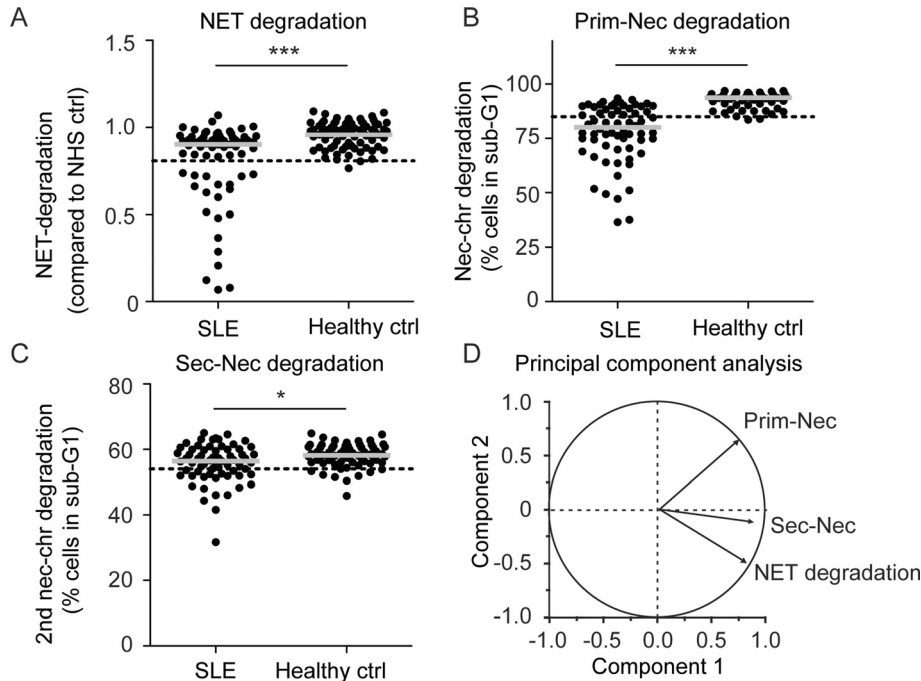 A
NET degradation
***
NET-degradation
(compared to NHS ctrl)
1.5
1.0
0.5
0
SLE
Healthy ctrl
B
Prim-Nec degradation
***
Nec-chr degradation
(% cells in sub-G1)
100
75
50
25
0
SLE
Healthy ctrl
C
Sec-Nec degradation
*
2nd nec-chr degradation
(% cells in sub-G1)
80
60
40
20
0
SLE
Healthy ctrl
D
Principal component analysis
Component 2
1.0
0.5
0
-0.5
-1.0
Prim-Nec
Sec-Nec
NET degradation
-1.0
-0.5
0.0
0.5
1.0
Component 1